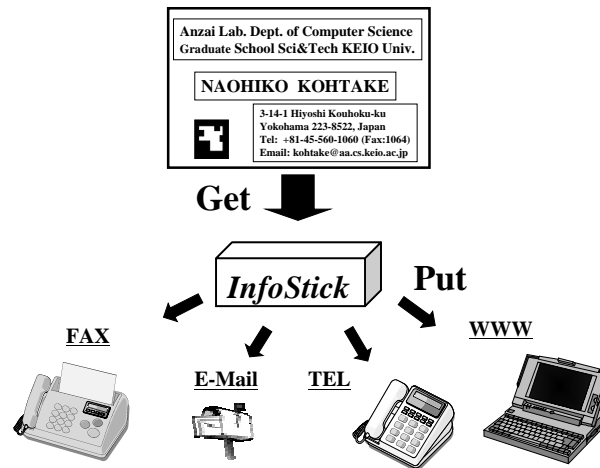 Anzai Lab. Dept. of Computer Science
Graduate School Sci&Tech KEIO Univ.
NAOHIKO KOHTAKE
3-14-1 Hiyoshi Kouhoku-ku
Yokohama 223-8522, Japan
Tel: +81-45-560-1060 (Fax:1064)
Email: kohtake@aa.cs.keio.ac.jp
Get
InfoStick
Put
FAX
E-Mail
TEL
WWW